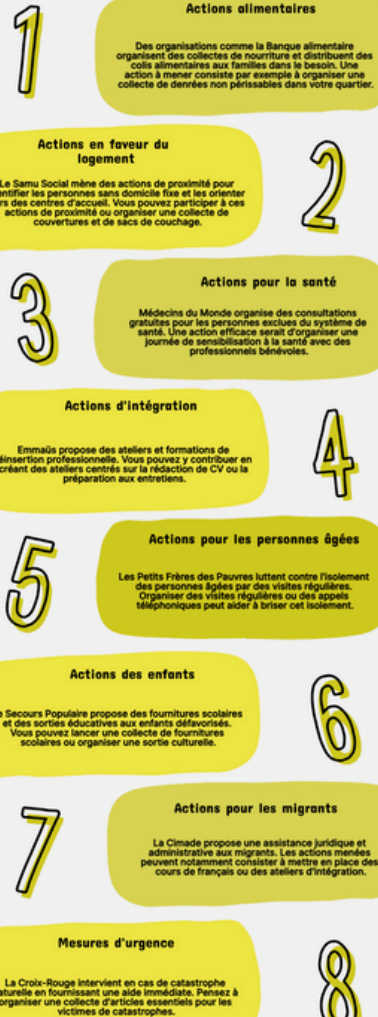 1
Actions alimentaires
Des organisations comme la Banque alimentaire
organisent des collectes de nourriture et distribuent des
colis alimentaires aux familles dans le besoin. Une
action à mener consiste par exemple à organiser une
collecte de denrées non périssables dans votre quartier.
Actions en faveur du
logement
Le Samu Social mène des actions de proximité pour
entifier les personnes sans domicile fixe et les orienter
rs des centres d'accueil. Vous pouvez participer à ces
actions de proximité ou organiser une collecte de
couvertures et de sacs de couchage.
2
3
Actions pour la santé
Médecins du Monde organise des consultations
gratuites pour les personnes exclues du système de
santé. Une action efficace serait d'organiser une
journée de sensibilisation à la santé avec des
professionnels bénévoles.
Actions d'intégration
Emmaüs propose des ateliers et formations de
éinsertion professionnelle. Vous pouvez y contribuer en
créant des ateliers centrés sur la rédaction de CV ou la
préparation aux entretiens.
4
5
Actions pour les personnes âgées
Les Petits Frères des Pauvres luttent contre l'isolement
des personnes âgées par des visites régulières.
Organiser des visites régulières ou des appels
téléphoniques peut aider à briser cet isolement.
Actions des enfants
e Secours Populaire propose des fournitures scolaires
et des sorties éducatives aux enfants défavorisés.
Vous pouvez lancer une collecte de fournitures
scolaires ou organiser une sortie culturelle.
6
7
Actions pour les migrants
La Cimade propose une assistance juridique et
administrative aux migrants. Les actions menées
peuvent notamment consister à mettre en place des
cours de français ou des ateliers d'intégration.
Mesures d'urgence
La Croix-Rouge intervient en cas de catastrophe
aturelle en fournissant une aide immédiate. Pensez à
organiser une collecte d'articles essentiels pour les
victimes de catastrophes.
8